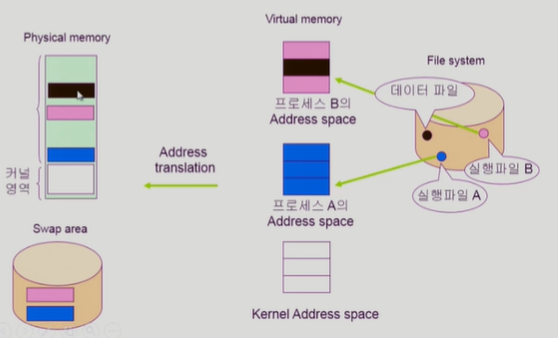 Virtual memory
Physical memory
File system
데이터 파일
프로세스 B의
Address space
Address
translation
실행파일 B
실행파일 A
커널
영역
프로세스 A의
Address space
Swap area
Kernel Address space